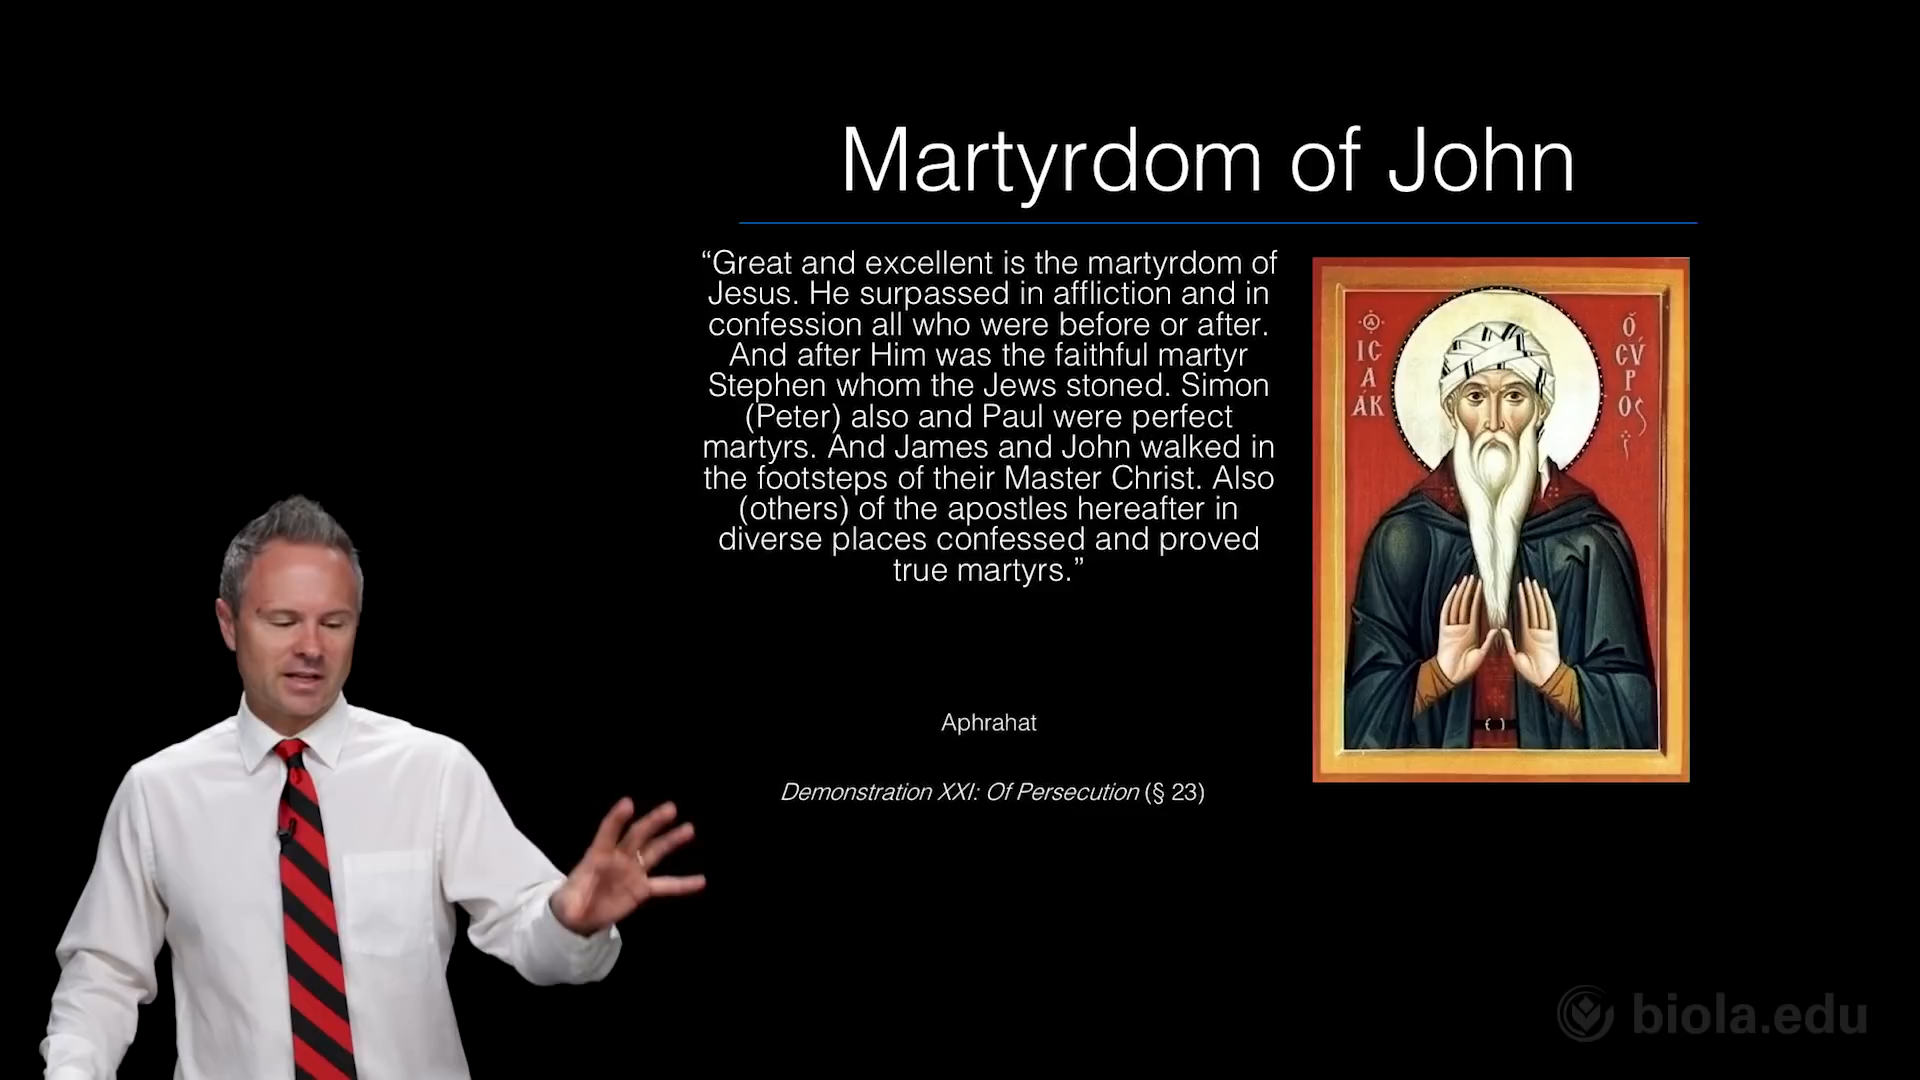 Martyrdom of John
“Great and excellent is the martyrdom of
Jesus. He surpassed in affliction and in
confession all who were before or after.
And after Him was the faithful martyr
Stephen whom the Jews stoned. Simon
(Peter) also and Paul were perfect
martyrs. And James and John walked in
the footsteps of their Master Christ. Also
(others) of the apostles hereafter in
diverse places confessed and proved
true martyrs.”
Aphrahat
Demonstration XXI: Of Persecution (§ 23)
Ἀ
ΙС
Α
ΆΚ
Ὁ
СΎ
Ρ
ΟS
biola.edu